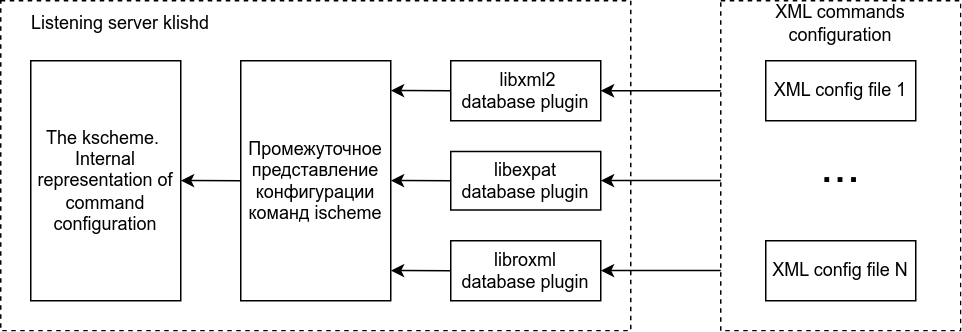 Listening server klishd
The kscheme.
Internal
representation of
command
configuration
Промежуточное
представление
конфигурации
команд ischeme
libxml2
database plugin
libexpat
database plugin
libroxml
database plugin
XML commands
configuration
XML config file 1
...
XML config file N